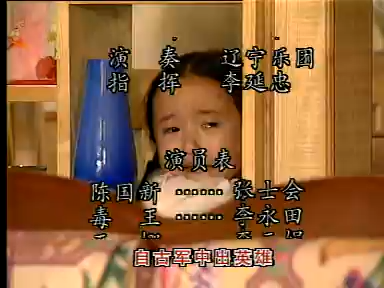 演 奏 辽宁乐团
指 挥 李延忠
演员表
陈国新 ······ 张士会
毒 王 ······ 李永田
自古军中出英雄